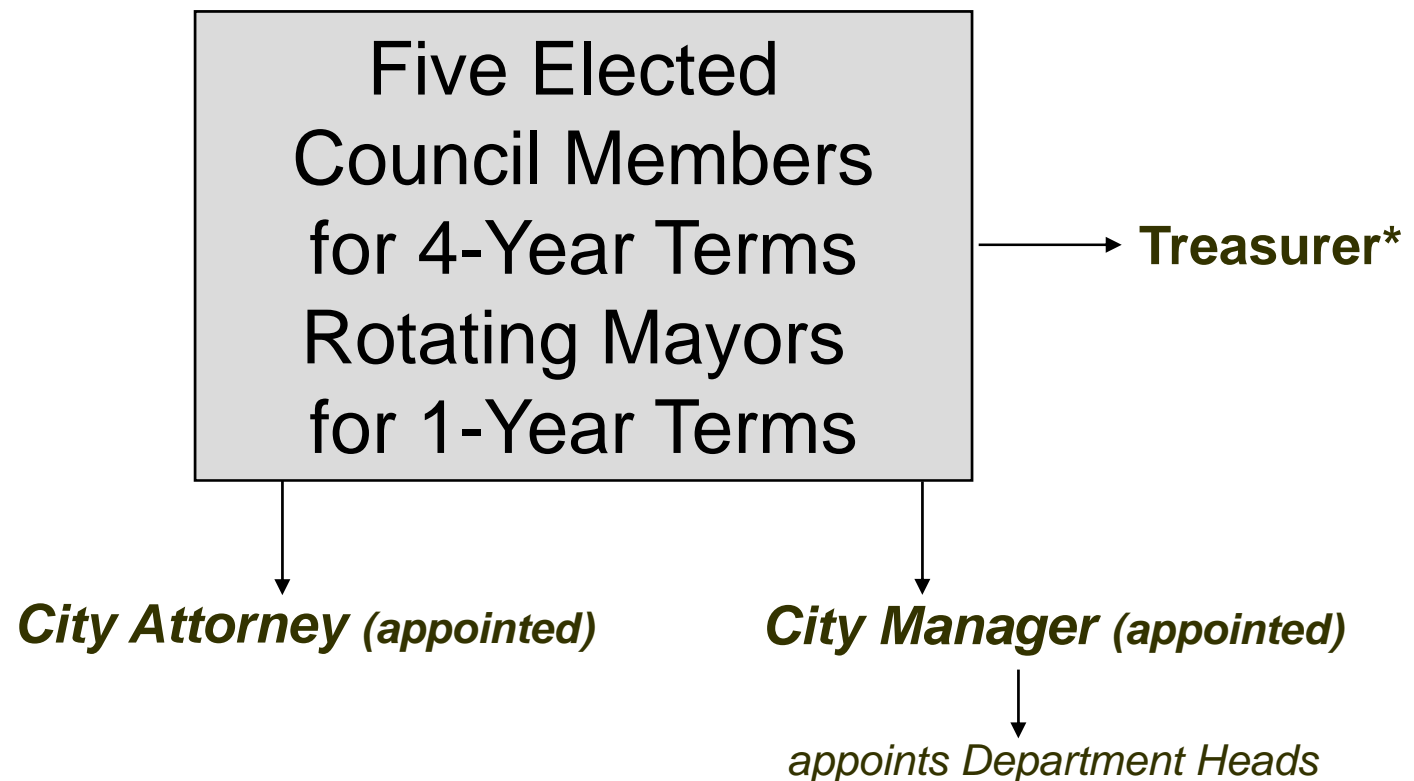 Five Elected
Council Members
for 4-Year Terms
Rotating Mayors
for 1-Year Terms
Treasurer*
City Attorney (appointed)
City Manager (appointed)
appoints Department Heads